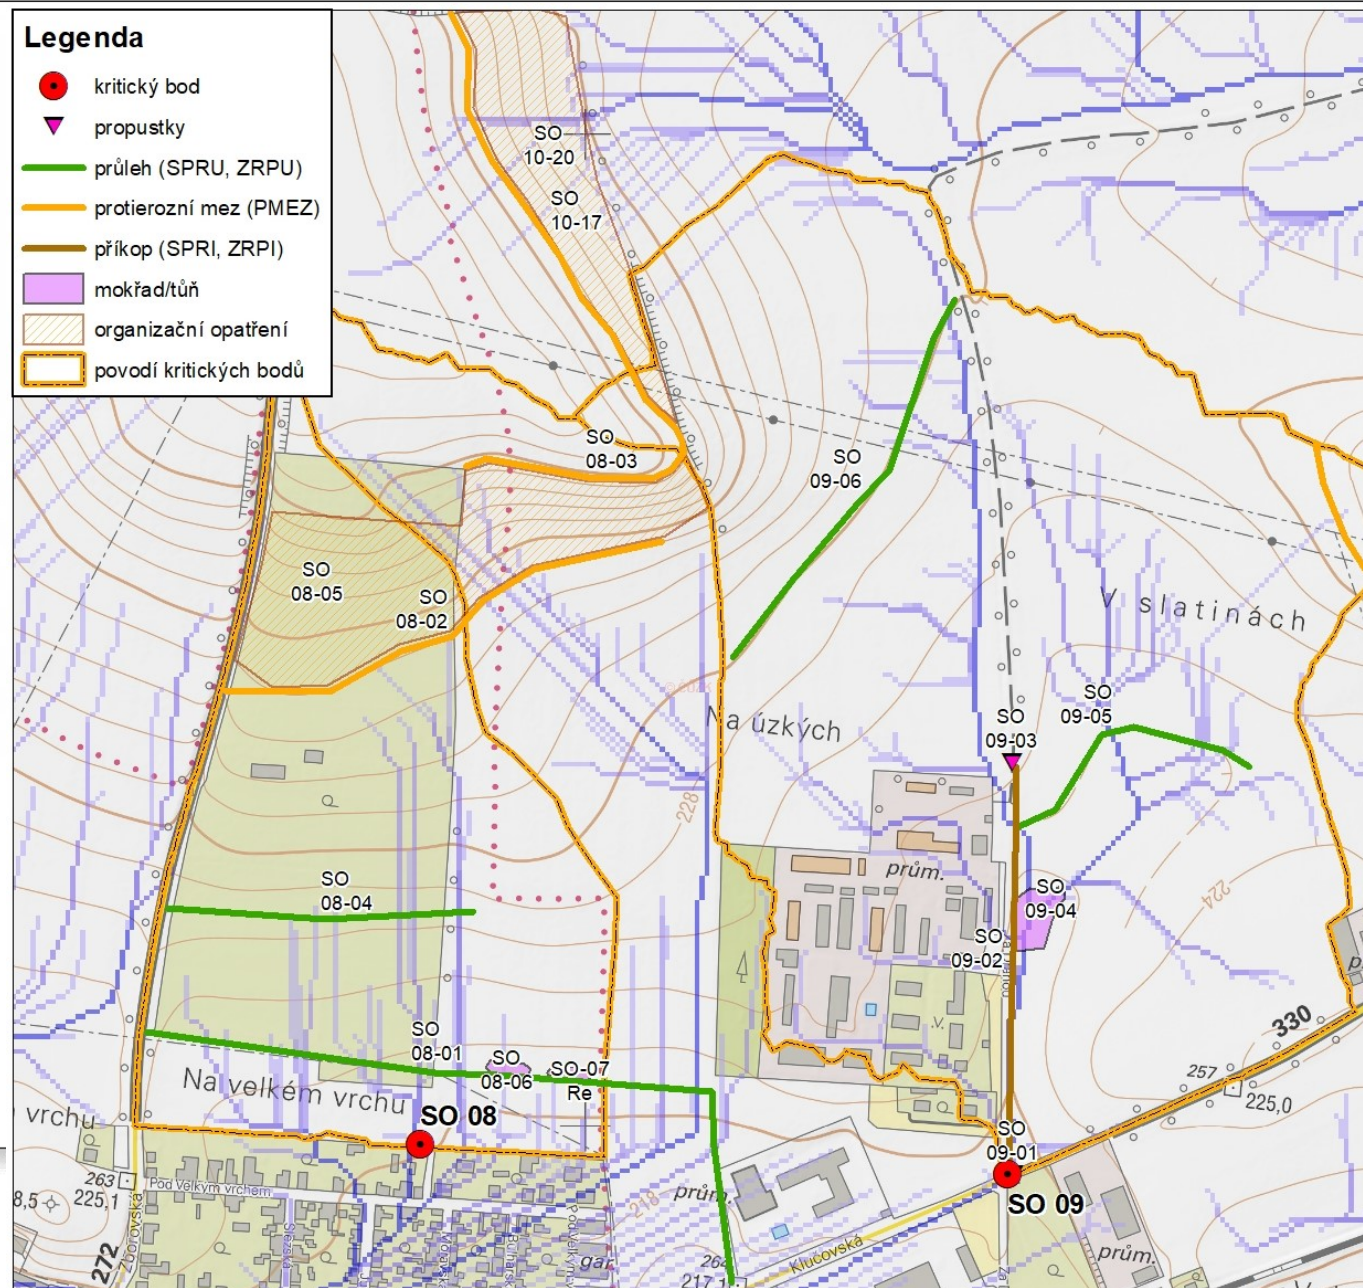 Legenda
kritický bod
propustky
průleh (SPRU, ZRPU)
protierozní mez (PMEZ)
příkop (SPRI, ZRPI)
mokřad/tůň
organizační opatření
povodí kritických bodů
SO
10-20
SO
10-17
SO
08-03
SO
09-06
SO
08-05
SO
08-02
V slatinách
SO
09-05
SO
09-03
Na úzkých
228
prům.
SO
08-04
SO
09-04
224
SO
09-02
p
SO
08-01
SO
08-06
SO-07
Re
330
257
225,0
Na velkém vrchu
vrchu
SO 08
SO
09-01
SO 09
263
225,1
8,5
Pod Velkým vrchem
Zborovská
272
218
prům.
Klučovská
217,1
prům.